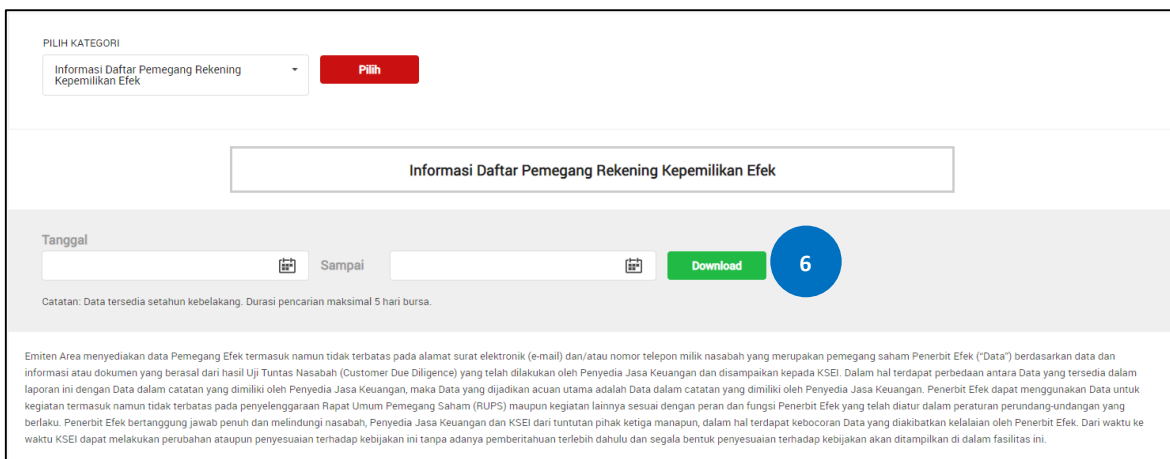 PILIH KATEGORI
Informasi Daftar Pemegang Rekening
Kepemilikan Efek
Pilih
Informasi Daftar Pemegang Rekening Kepemilikan Efek
Tanggal
Sampai
Download
6
Catatan: Data tersedia setahun kebelakang. Durasi pencarian maksimal 5 hari bursa.
Emiten Area menyediakan data Pemegang Efek termasuk namun tidak terbatas pada alamat surat elektronik (e-mail) dan/atau nomor telepon milik nasabah yang merupakan pemegang saham Penerbit Efek (“Data”) berdasarkan data dan
informasi atau dokumen yang berasal dari hasil Uji Tuntas Nasabah (Customer Due Diligence) yang telah dilakukan oleh Penyedia Jasa Keuangan dan disampaikan kepada KSEI. Dalam hal terdapat perbedaan antara Data yang tersedia dalam
laporan ini dengan Data dalam catatan yang dimiliki oleh Penyedia Jasa Keuangan, maka Data yang dijadikan acuan utama adalah Data dalam catatan yang dimiliki oleh Penyedia Jasa Keuangan. Penerbit Efek dapat menggunakan Data untuk
kegiatan termasuk namun tidak terbatas pada penyelenggaraan Rapat Umum Pemegang Saham (RUPS) maupun kegiatan lainnya sesuai dengan peran dan fungsi Penerbit Efek yang telah diatur dalam peraturan perundang-undangan yang
berlaku. Penerbit Efek bertanggung jawab penuh dan melindungi nasabah, Penyedia Jasa Keuangan dan KSEI dari tuntutan pihak ketiga manapun, dalam hal terdapat kebocoran Data yang diakibatkan kelalaian oleh Penerbit Efek. Dari waktu ke
waktu KSEI dapat melakukan perubahan ataupun penyesuaian terhadap kebijakan ini tanpa adanya pemberitahuan terlebih dahulu dan segala bentuk penyesuaian terhadap kebijakan akan ditampilkan di dalam fasilitas ini.